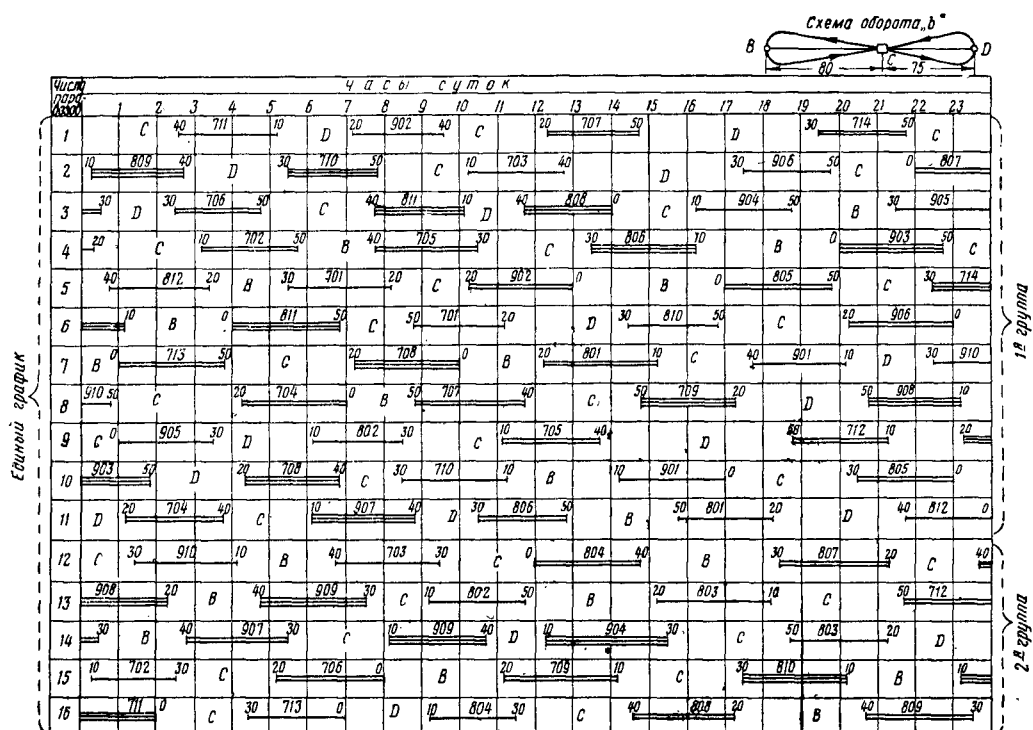 Схема оборота „b“
B C D
80 75
Числа паро- возов
Часы суток
1 2 3 4 5 6 7 8 9 10 11 12 13 14 15 16 17 18 19 20 21 22 23
1 C 40 711 10 D 20 902 40 C 20 707 50 D 30 714 50 C
2 10 809 40 D 30 710 50 C 10 703 40 D 30 906 50 C 0 807
3 30 D 30 706 50 C 40 811 10 D 40 808 0 C 10 904 50 B 30 905
4 20 C 10 702 50 B 40 705 30 C 30 806 10 B 0 903 50 C
5 40 812 20 B 30 701 20 C 20 902 0 B 0 805 50 C 30 714
6 10 B 0 811 50 C 50 701 20 D 30 810 50 C 20 906 0
7 B 0 713 50 C 20 708 0 B 20 801 10 C 40 901 10 D 30 910
8 910 50 C 20 704 0 B 50 707 40 C 50 709 20 D 50 908 10
9 C 0 905 30 D 10 802 30 C 10 705 40 D 712 10 20
10 903 50 D 20 708 40 C 30 710 10 B 10 901 0 C 30 805 0
11 D 20 704 40 C 10 907 40 D 30 806 50 B 50 801 20 D 40 812 0
12 C 30 910 10 B 40 703 30 C 0 804 40 B 30 807 20 C 40
13 908 20 B 40 909 30 C 10 802 50 B 20 803 10 C 50 712
14 30 B 40 907 30 C 10 909 40 D 10 904 30 C 50 803 20 D
15 10 702 30 C 20 706 0 B 20 709 10 C 30 810 10 B 10
16 711 0 C 30 713 0 D 10 804 30 C 40 808 20 B 40 809 30
Единый график
1я группа
2я группа